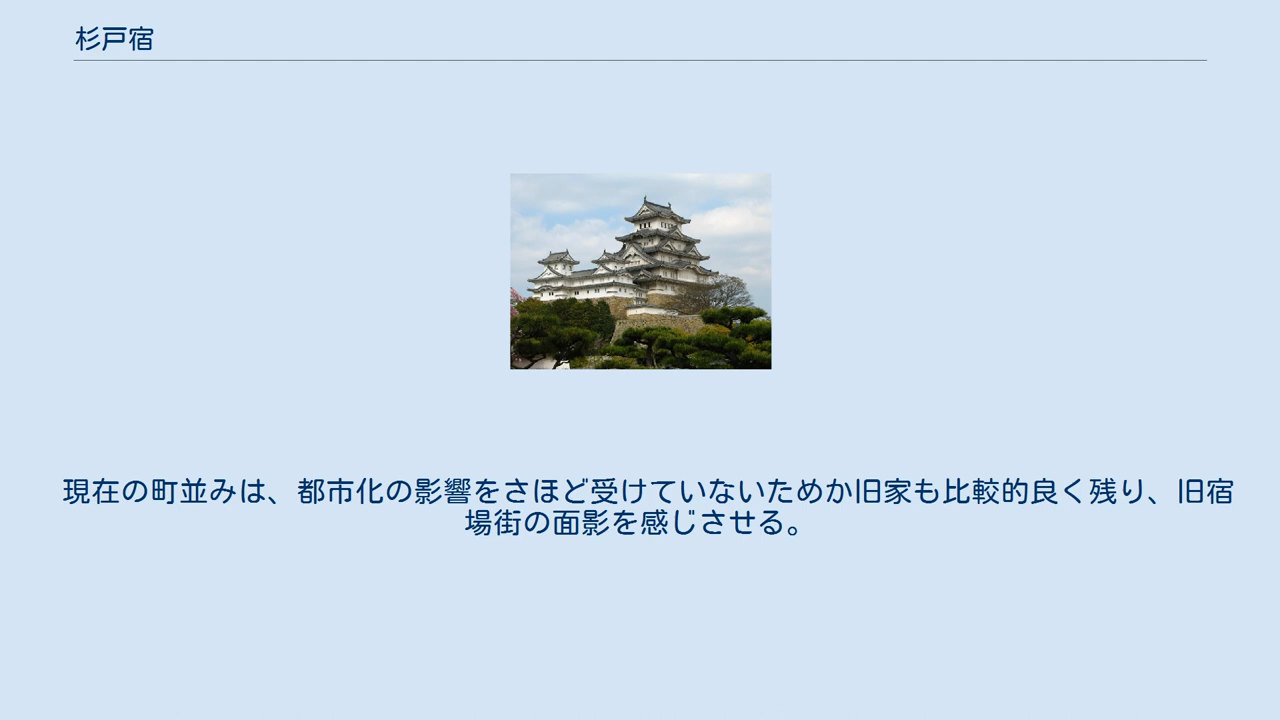 杉戸宿
現在の町並みは、都市化の影響をさほど受けていないためか旧家も比較的良く残り、旧宿
場街の面影を感じさせる。